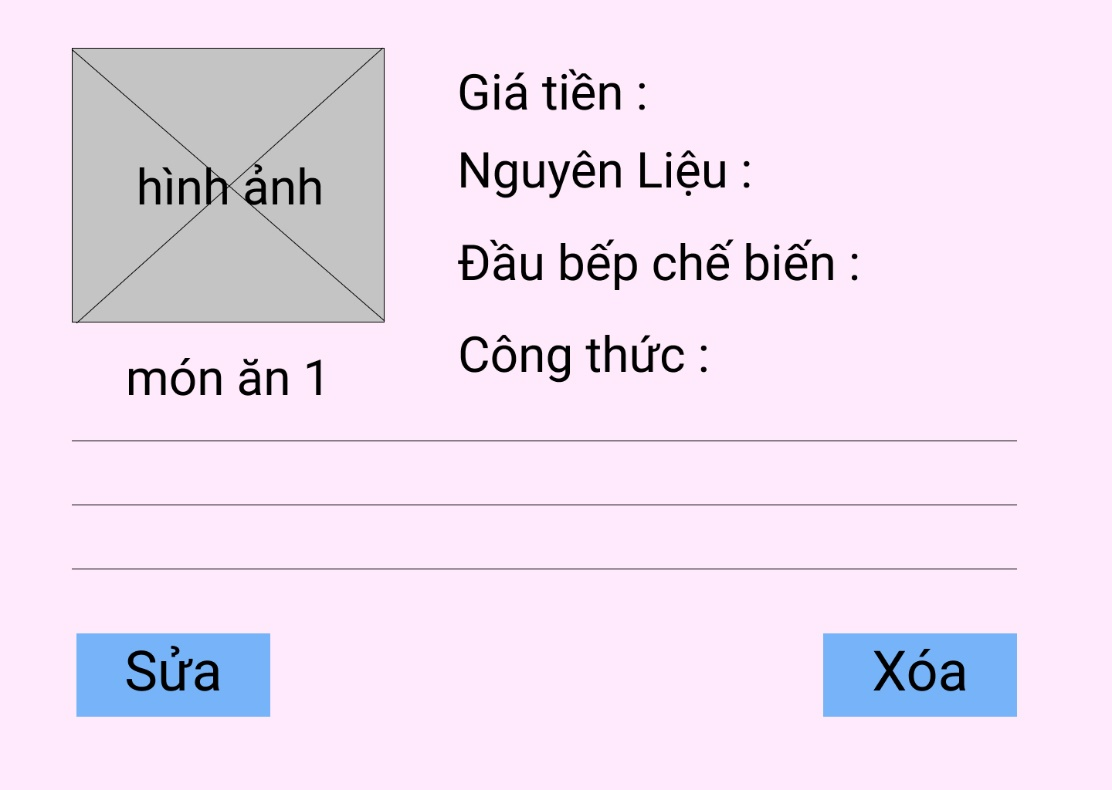 hình ảnh
món ăn 1
Giá tiền :
Nguyên Liệu :
Đầu bếp chế biến :
Công thức :
Sửa
Xóa